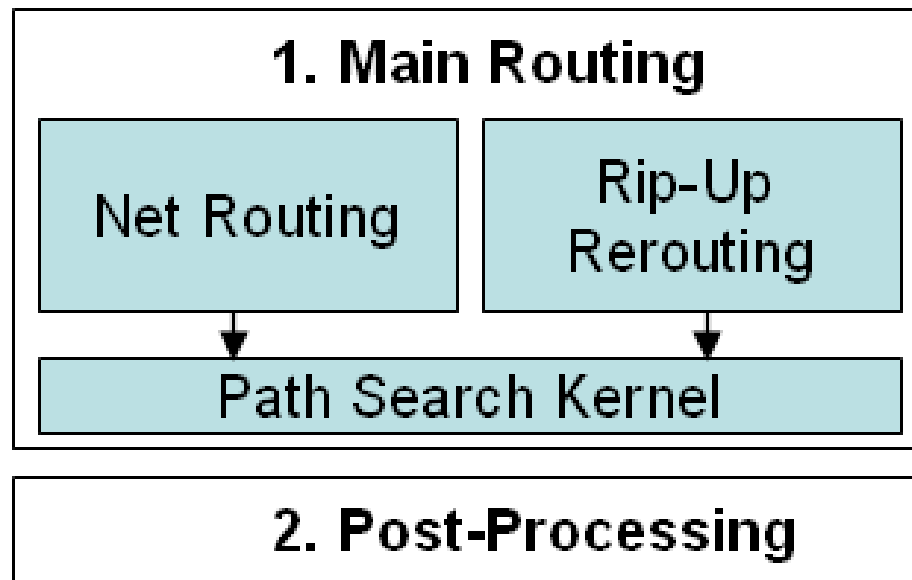 1. Main Routing
Net Routing
Rip-Up
Rerouting
Path Search Kernel
2. Post-Processing